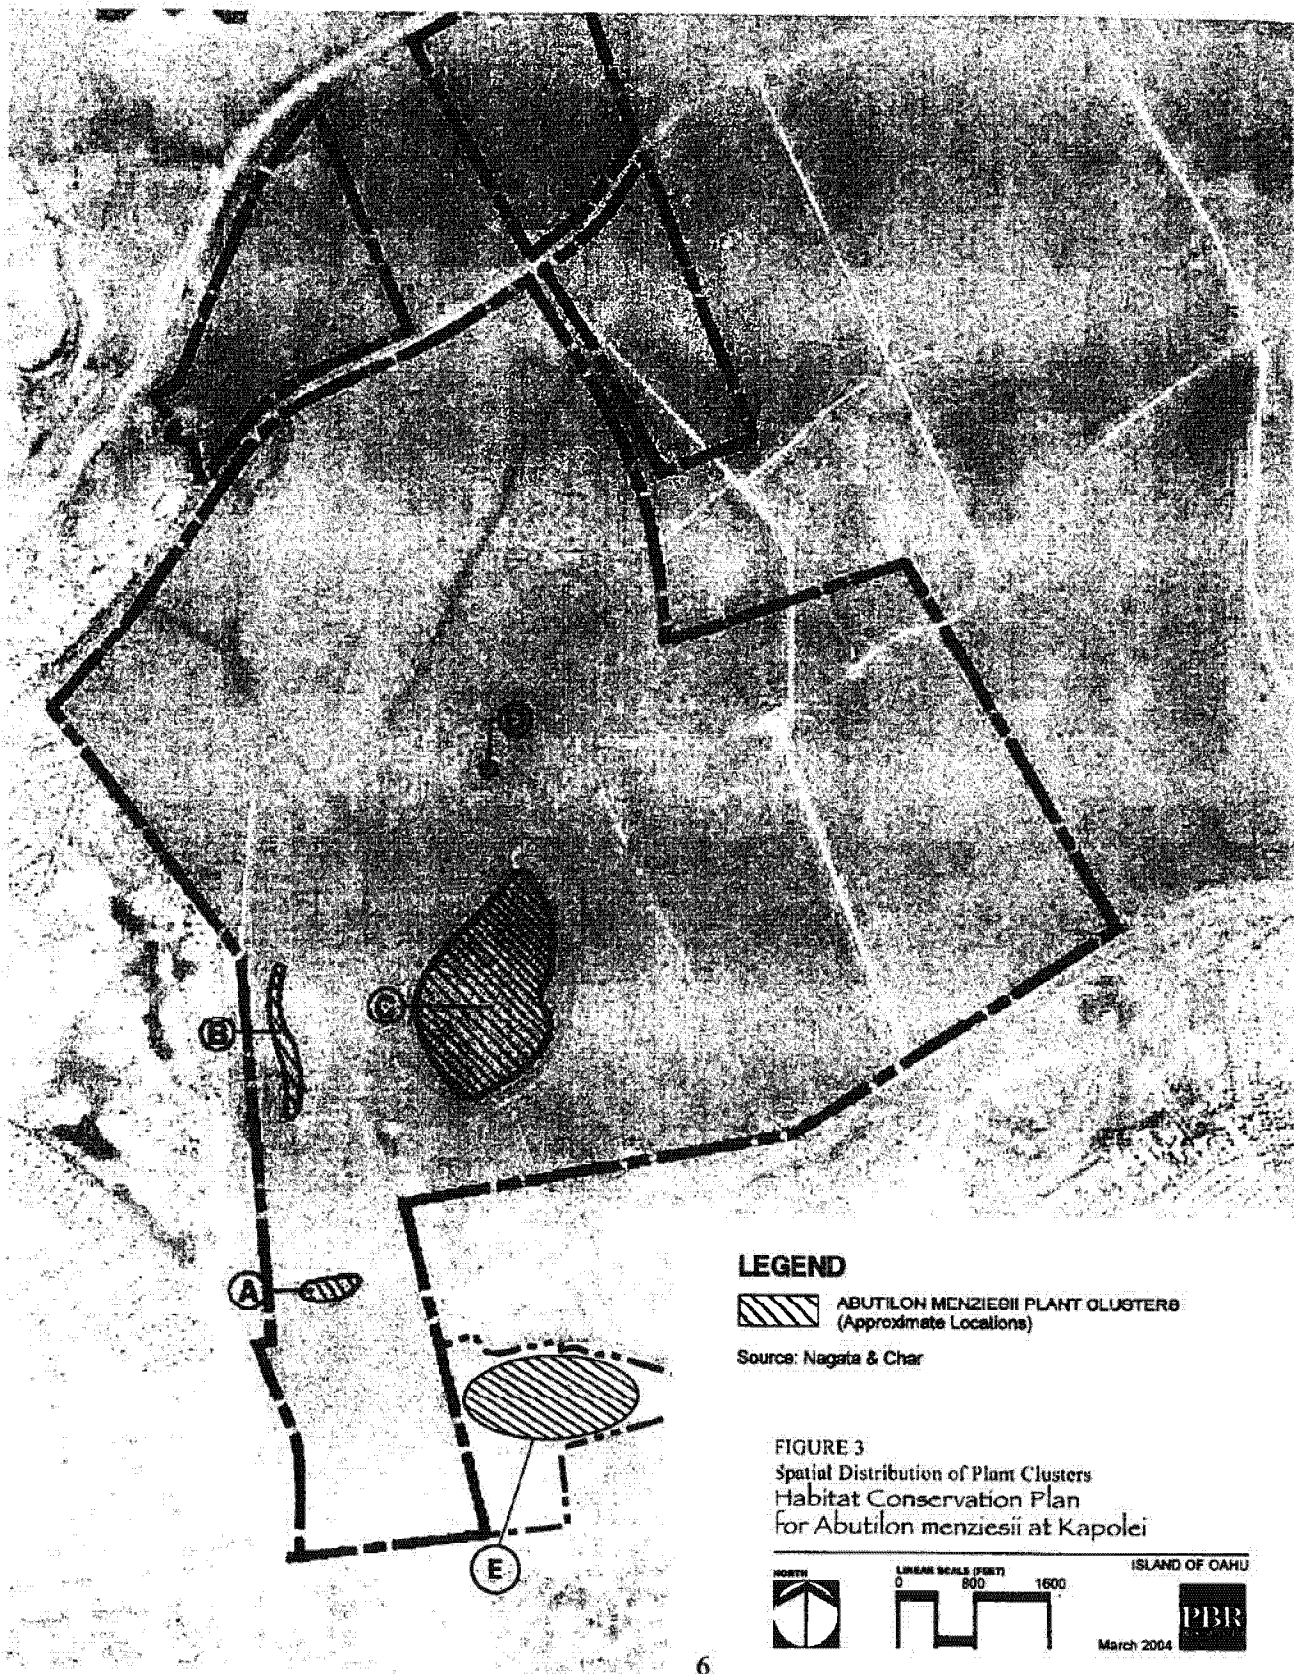 B
C
A
E
LEGEND
ABUTILON MENZIESII PLANT CLUSTERS
(Approximate Locations)
Source: Nagata & Char
FIGURE 3
Spatial Distribution of Plant Clusters
Habitat Conservation Plan
for Abutilon menziesii at Kapolei
ISLAND OF OAHU
NORTH
LINEAR SCALE (FEET)
0 800 1600
PBR
March 2004
6